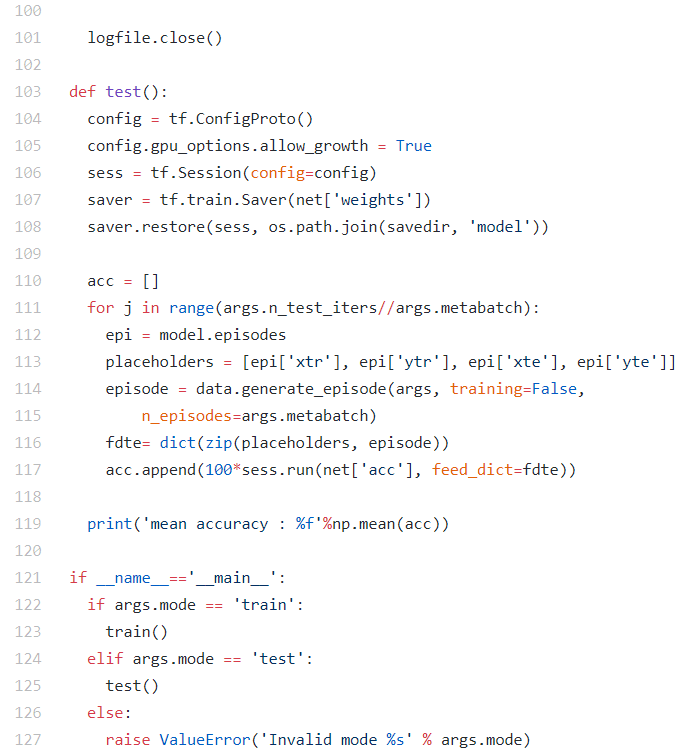 100
101 logfile.close()
102
103 def test():
104 config = tf.ConfigProto()
105 config.gpu_options.allow_growth = True
106 sess = tf.Session(config=config)
107 saver = tf.train.Saver(net['weights'])
108 saver.restore(sess, os.path.join(savedir, 'model'))
109
110 acc = []
111 for j in range(args.n_test_iters//args.metabatch):
112 epi = model.episodes
113 placeholders = [epi['xtr'], epi['ytr'], epi['xte'], epi['yte']]
114 episode = data.generate_episode(args, training=False,
115 n_episodes=args.metabatch)
116 fdte= dict(zip(placeholders, episode))
117 acc.append(100*sess.run(net['acc'], feed_dict=fdte))
118
119 print('mean accuracy : %f'%np.mean(acc))
120
121 if __name__=='__main__':
122 if args.mode == 'train':
123 train()
124 elif args.mode == 'test':
125 test()
126 else:
127 raise ValueError('Invalid mode %s' % args.mode)